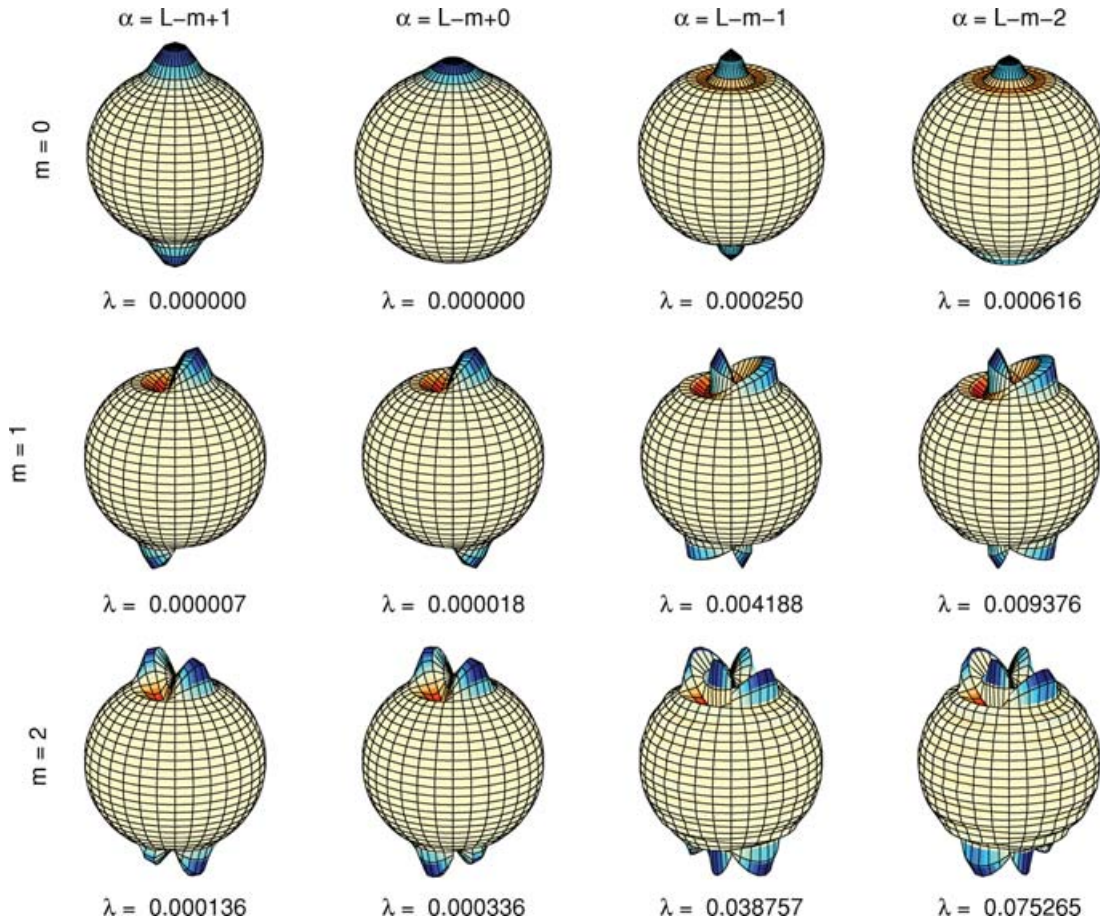 α = L−m+1 α = L−m+0 α = L−m−1 α = L−m−2
m = 0
λ = 0.000000 λ = 0.000000 λ = 0.000250 λ = 0.000616
m = 1
λ = 0.000007 λ = 0.000018 λ = 0.004188 λ = 0.009376
m = 2
λ = 0.000136 λ = 0.000336 λ = 0.038757 λ = 0.075265